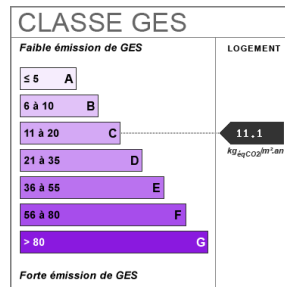 CLASSE GES
Faible émission de GES
LOGEMENT
≤ 5 A
6 à 10 B
11 à 20 C
11.1
kgéqCO2/m².an
21 à 35 D
36 à 55 E
56 à 80 F
> 80 G
Forte émission de GES